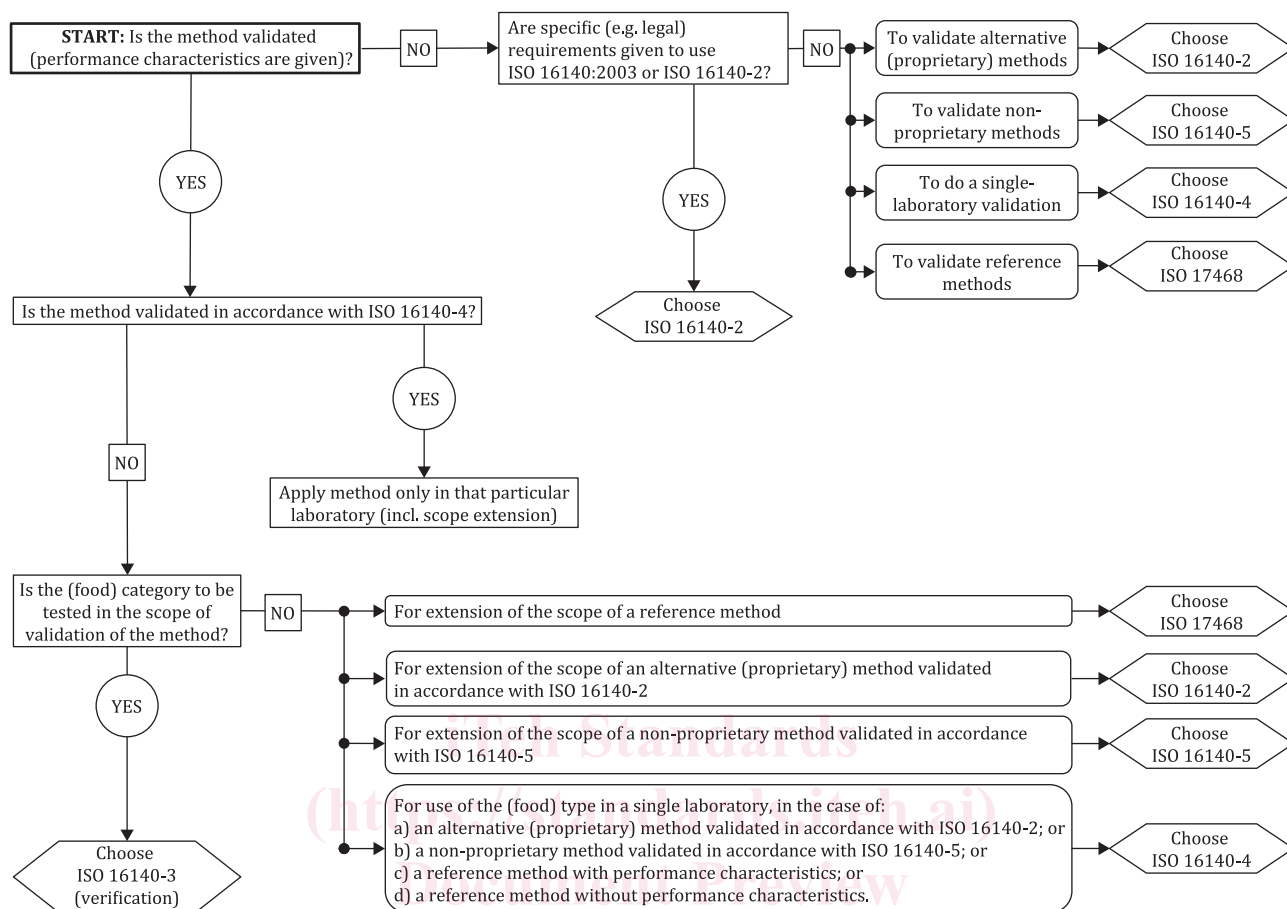 START: Is the method validated
(performance characteristics are given)?
NO
Are specific (e.g. legal)
requirements given to use
ISO 16140:2003 or ISO 16140-2?
NO
To validate alternative
(proprietary) methods
Choose
ISO 16140-2
To validate non-
proprietary methods
Choose
ISO 16140-5
To do a single-
laboratory validation
Choose
ISO 16140-4
To validate reference
methods
Choose
ISO 17468
YES
YES
Choose
ISO 16140-2
Is the method validated in accordance with ISO 16140-4?
YES
NO
Apply method only in that particular
laboratory (incl. scope extension)
Is the (food) category to be
tested in the scope of
validation of the method?
NO
For extension of the scope of a reference method
Choose
ISO 17468
For extension of the scope of an alternative (proprietary) method validated
in accordance with ISO 16140-2
Choose
ISO 16140-2
For extension of the scope of a non-proprietary method validated in accordance
with ISO 16140-5
Choose
ISO 16140-5
For use of the (food) type in a single laboratory, in the case of:
a) an alternative (proprietary) method validated in accordance with ISO 16140-2; or
b) a non-proprietary method validated in accordance with ISO 16140-5; or
c) a reference method with performance characteristics; or
d) a reference method without performance characteristics.
Choose
ISO 16140-4
YES
Choose
ISO 16140-3
(verification)
iTeh Standards
(https://standards.iteh.ai)
Document Preview